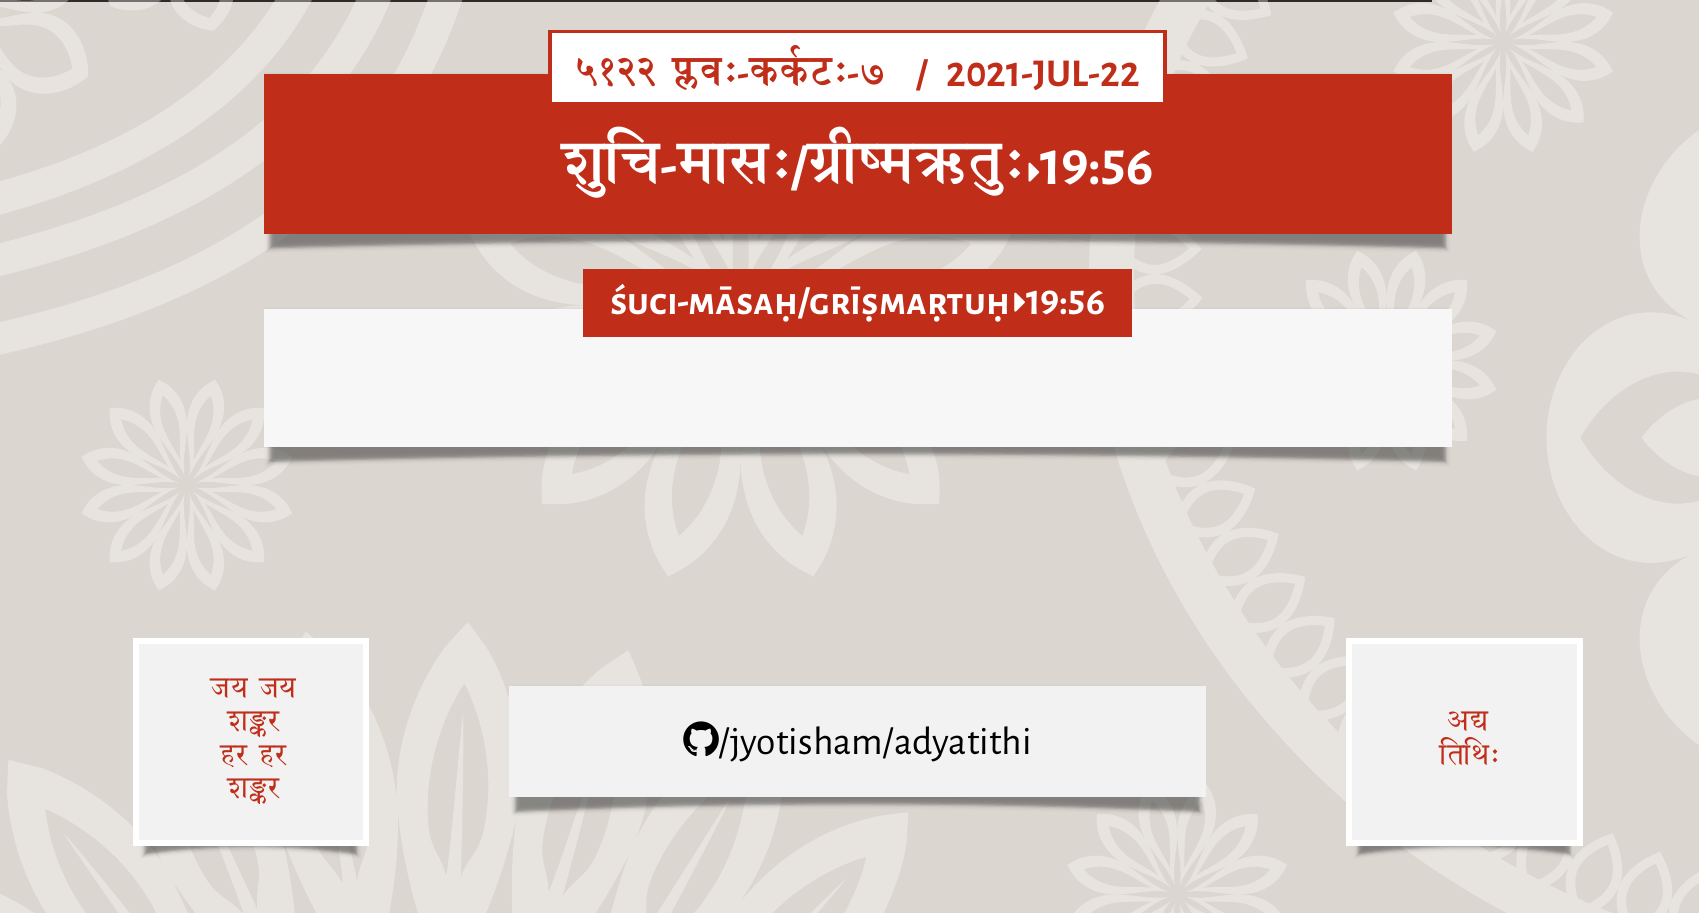 ५१२२ प्लवः-कर्कटः-७ / 2021-JUL-22
शुचि-मासः/ग्रीष्मऋतुः▸19:56
ŚUCI-MĀSAḤ/GRĪṢMAṚTUḤ▸19:56
जय जय
शङ्कर
हर हर
शङ्कर
/jyotisham/adyatithi
अद्य
तिथिः